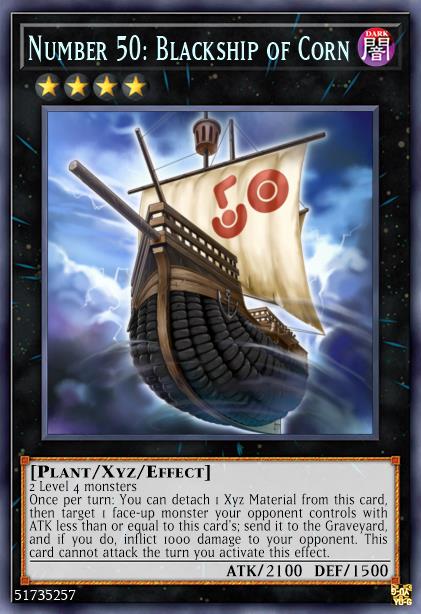 Number 50: Blackship of Corn
DARK
闇
50
[Plant/Xyz/Effect]
2 Level 4 monsters
Once per turn: You can detach 1 Xyz Material from this card,
then target 1 face-up monster your opponent controls with
ATK less than or equal to this card's; send it to the Graveyard,
and if you do, inflict 1000 damage to your opponent. This
card cannot attack the turn you activate this effect.
ATK/2100 DEF/1500
51735257